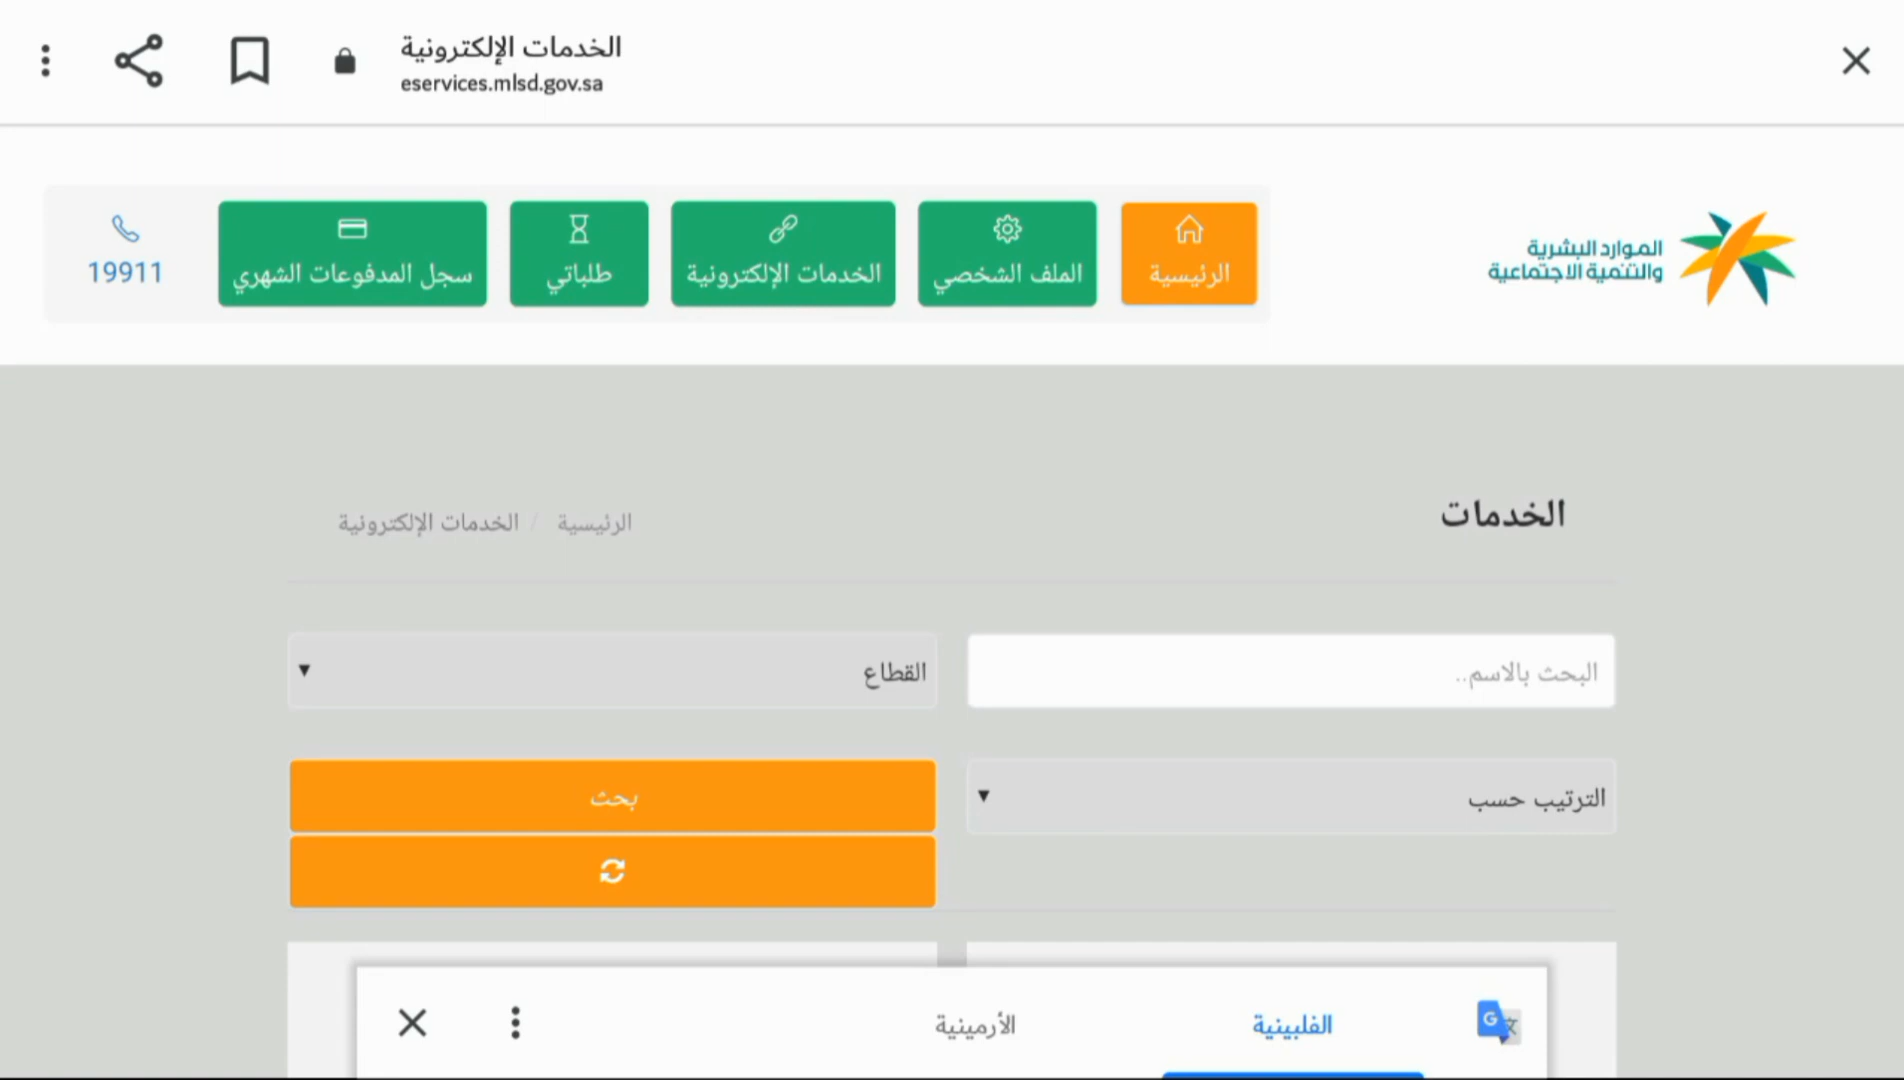 الخدمات الإلكترونية
eservices.mlsd.gov.sa
الموارد البشرية
والتنمية الاجتماعية
الرئيسية
الملف الشخصي
الخدمات الإلكترونية
طلباتي
سجل المدفوعات الشهري
19911
الخدمات
الرئيسية / الخدمات الإلكترونية
البحث بالاسم..
القطاع
الترتيب حسب
بحث
الفلبينية
الأرمينية